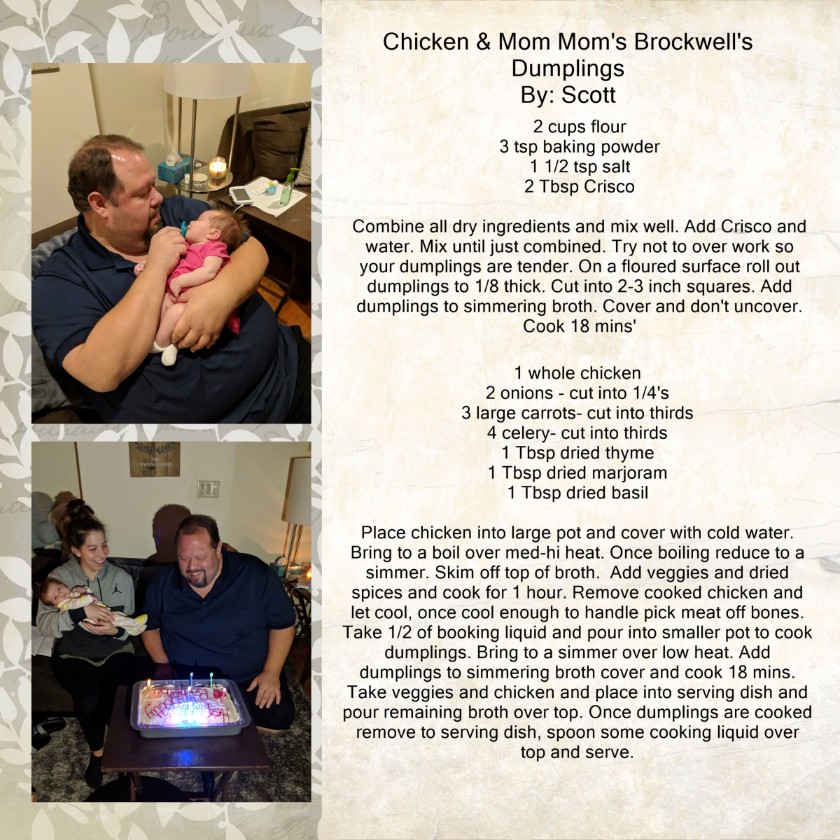 Chicken & Mom Mom's Brockwell's
Dumplings
By: Scott
2 cups flour
3 tsp baking powder
1 1/2 tsp salt
2 Tbsp Crisco
Combine all dry ingredients and mix well. Add Crisco and
water. Mix until just combined. Try not to over work so
your dumplings are tender. On a floured surface roll out
dumplings to 1/8 thick. Cut into 2-3 inch squares. Add
dumplings to simmering broth. Cover and don't uncover.
Cook 18 mins'
1 whole chicken
2 onions - cut into 1/4's
3 large carrots- cut into thirds
4 celery- cut into thirds
1 Tbsp dried thyme
1 Tbsp dried marjoram
1 Tbsp dried basil
Place chicken into large pot and cover with cold water.
Bring to a boil over med-hi heat. Once boiling reduce to a
simmer. Skim off top of broth.  Add veggies and dried
spices and cook for 1 hour. Remove cooked chicken and
let cool, once cool enough to handle pick meat off bones.
Take 1/2 of booking liquid and pour into smaller pot to cook
dumplings. Bring to a simmer over low heat. Add
dumplings to simmering broth cover and cook 18 mins.
Take veggies and chicken and place into serving dish and
pour remaining broth over top. Once dumplings are cooked
remove to serving dish, spoon some cooking liquid over
top and serve.